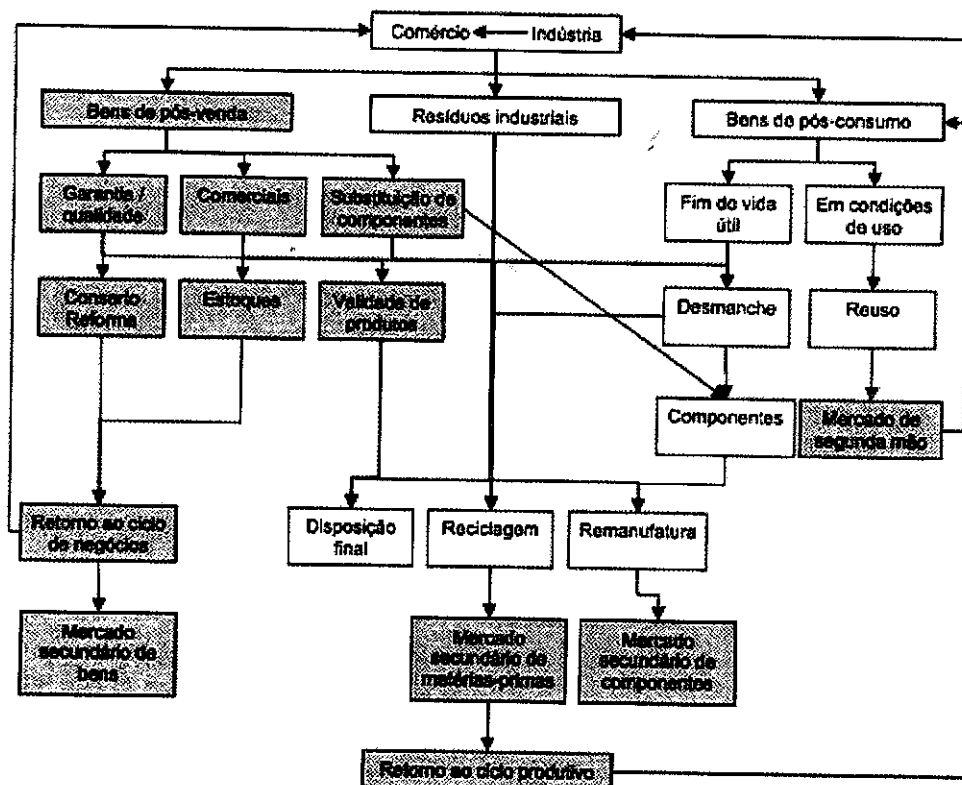 Comércio Indústria
Bens de pós-venda
Resíduos industriais
Bens de pós-consumo
Garantia /
qualidade
Comerciais
Substituição de
componentes
Fim de vida
útil
Em condições
de uso
Conserto
Reforma
Estoques
Validade de
produtos
Desmanche
Reuso
Componentes
Mercado de
segunda mão
Retorno ao ciclo
de negócios
Disposição
final
Reciclagem
Remanufatura
Mercado
secundário de
bens
Mercado
secundário de
matérias-primas
Mercado
secundário de
componentes
Retorno ao ciclo produtivo